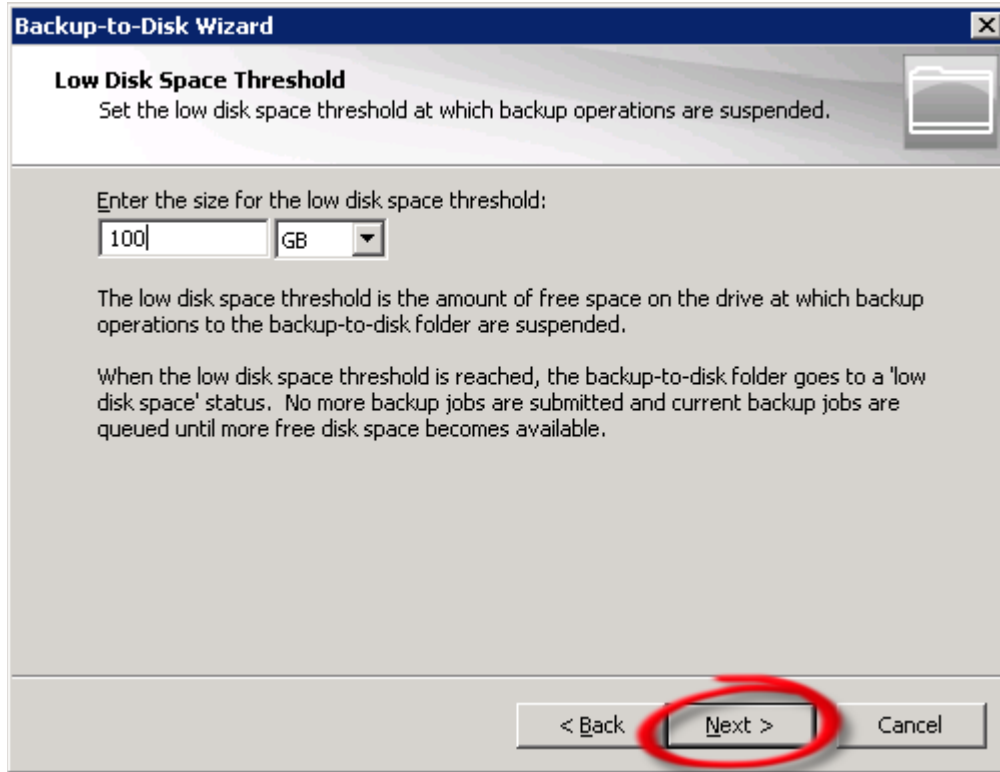 Backup-to-Disk Wizard
Low Disk Space Threshold
Set the low disk space threshold at which backup operations are suspended.
Enter the size for the low disk space threshold:
100 GB
The low disk space threshold is the amount of free space on the drive at which backup
operations to the backup-to-disk folder are suspended.
When the low disk space threshold is reached, the backup-to-disk folder goes to a 'low
disk space' status. No more backup jobs are submitted and current backup jobs are
queued until more free disk space becomes available.
< Back Next > Cancel